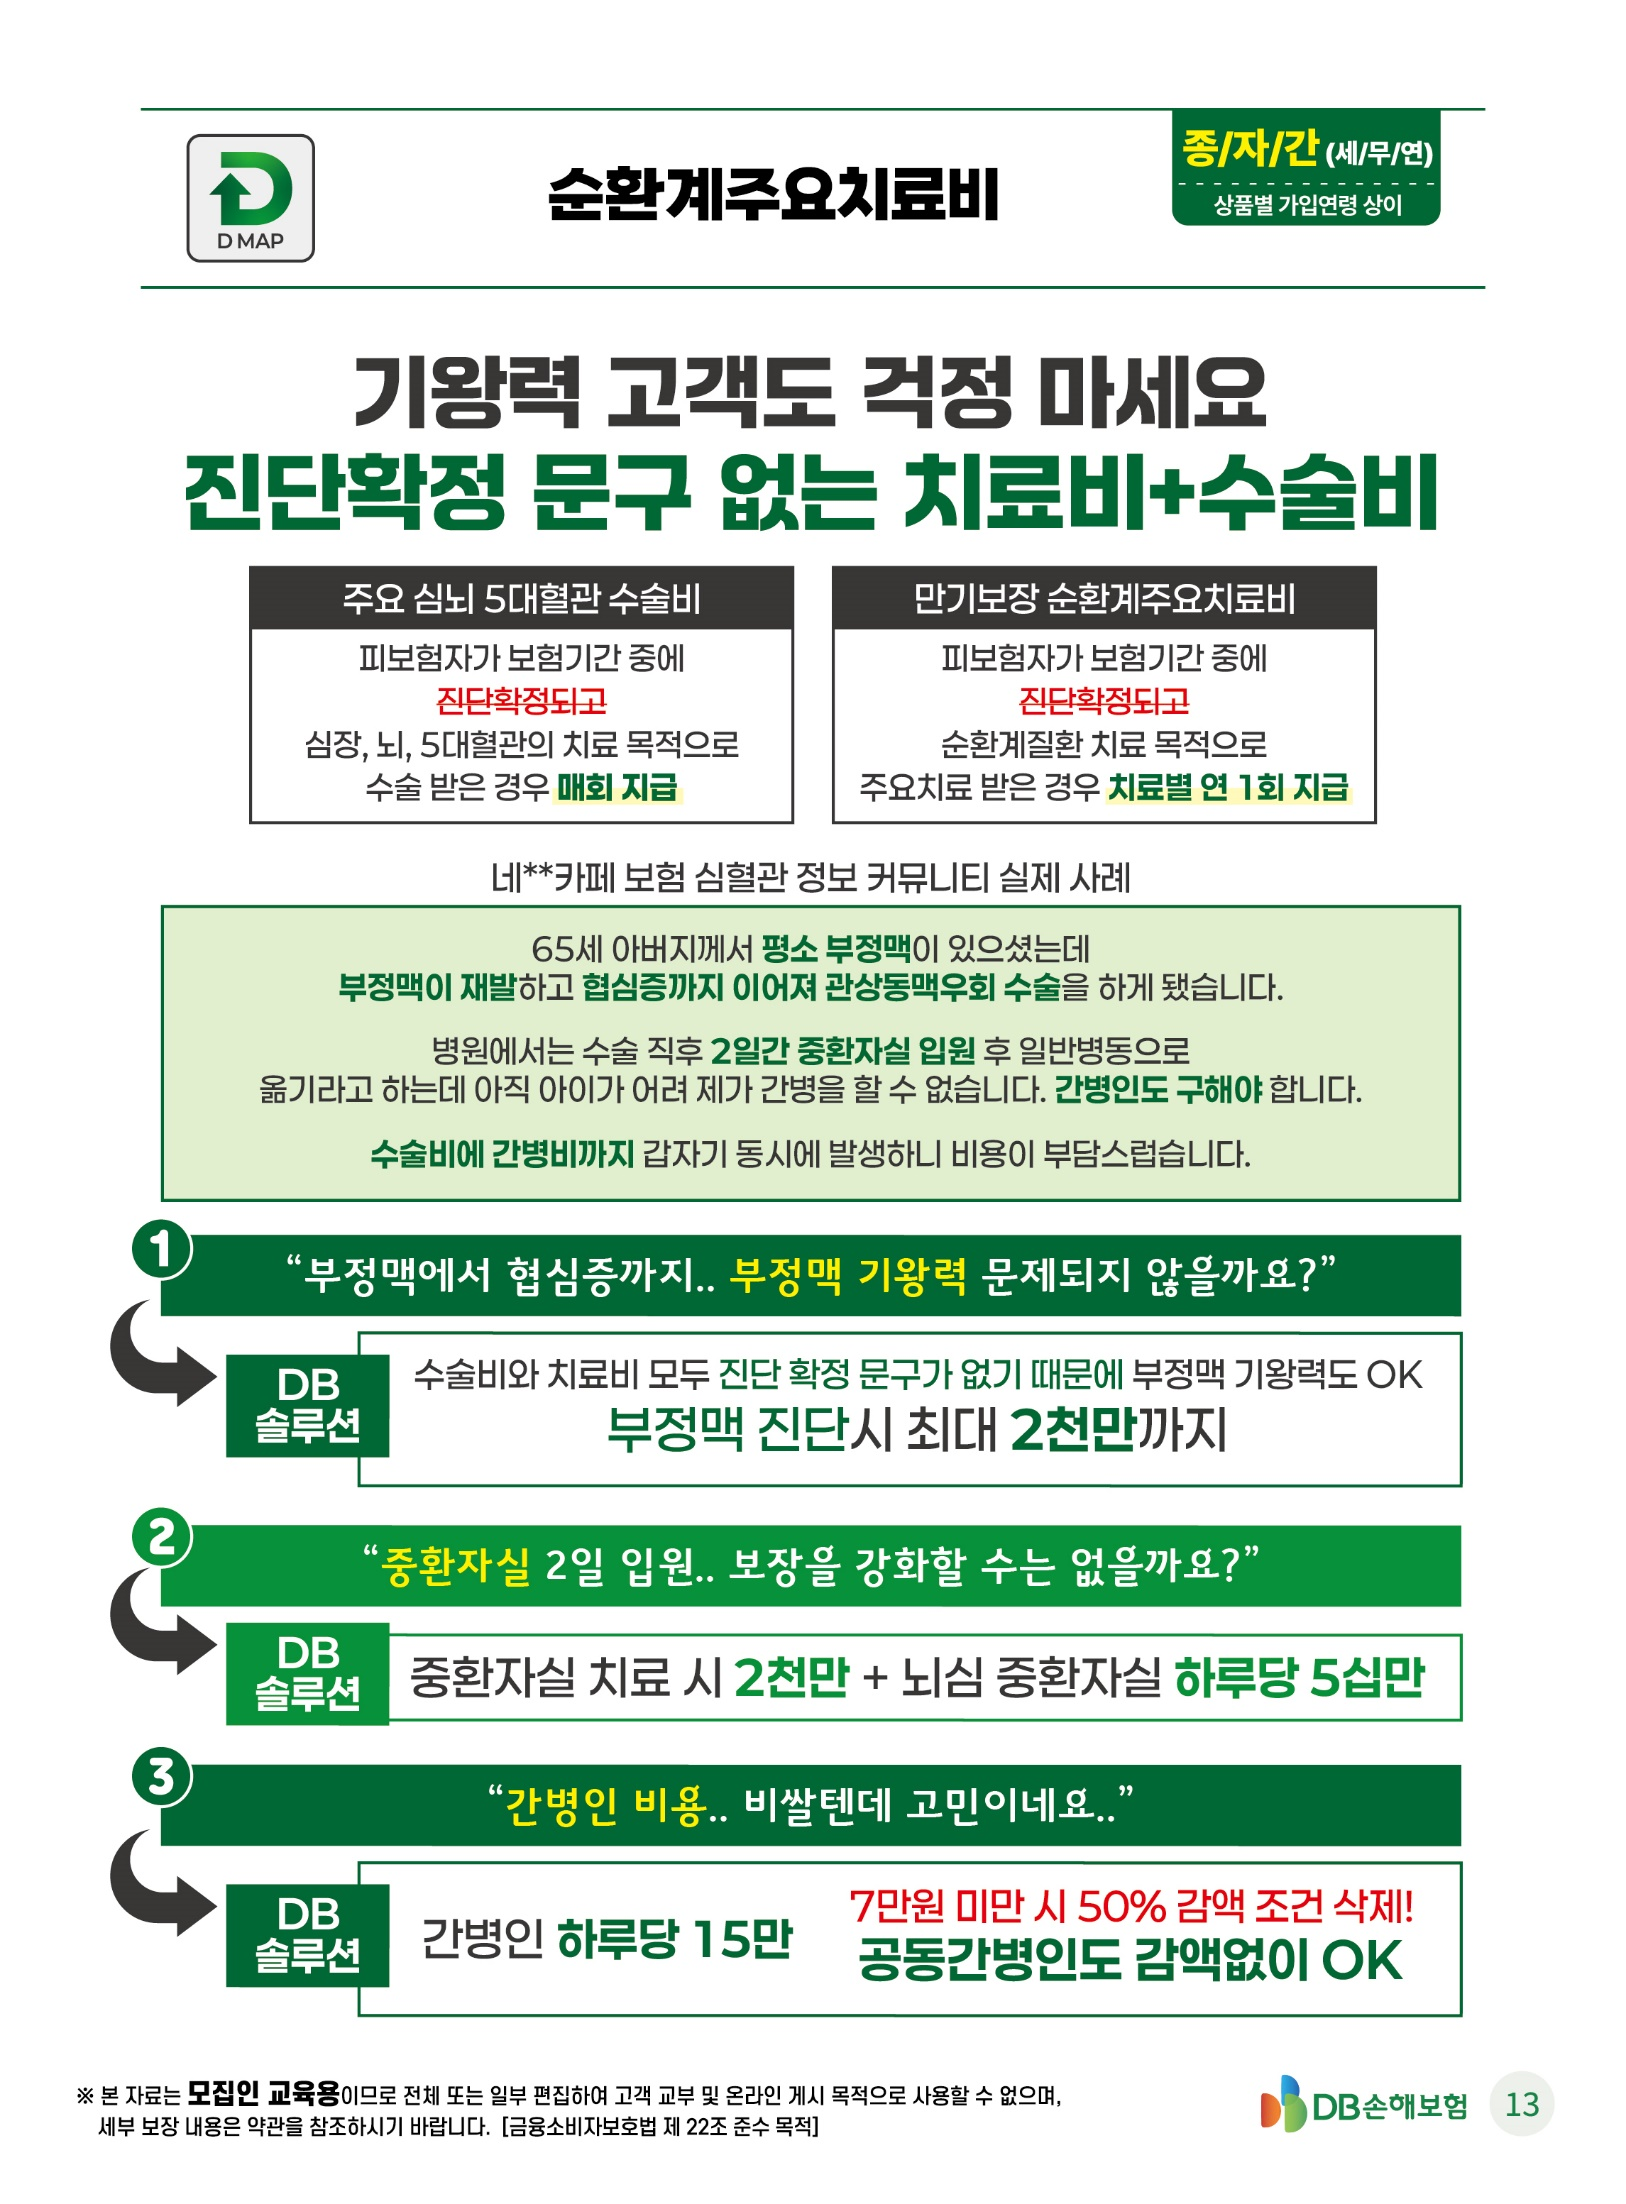 D MAP
순환계주요치료비
종/자/간 (세/무/연)
상품별 가입연령 상이
기왕력 고객도 걱정 마세요
진단확정 문구 없는 치료비+수술비
주요 심뇌 5대혈관 수술비
피보험자가 보험기간 중에
진단확정되고
심장, 뇌, 5대혈관의 치료 목적으로
수술 받은 경우 매회 지급
만기보장 순환계주요치료비
피보험자가 보험기간 중에
진단확정되고
순환계질환 치료 목적으로
주요치료 받은 경우 치료별 연 1회 지급
네**카페 보험 심혈관 정보 커뮤니티 실제 사례
65세 아버지께서 평소 부정맥이 있으셨는데
부정맥이 재발하고 협심증까지 이어져 관상동맥우회 수술을 하게 됐습니다.
병원에서는 수술 직후 2일간 중환자실 입원 후 일반병동으로
옮기라고 하는데 아직 아이가 어려 제가 간병을 할 수 없습니다. 간병인도 구해야 합니다.
수술비에 간병비까지 갑자기 동시에 발생하니 비용이 부담스럽습니다.
1
“부정맥에서 협심증까지.. 부정맥 기왕력 문제되지 않을까요?”
DB
솔루션
수술비와 치료비 모두 진단 확정 문구가 없기 때문에 부정맥 기왕력도 OK
부정맥 진단시 최대 2천만까지
2
“중환자실 2일 입원.. 보장을 강화할 수는 없을까요?”
DB
솔루션
중환자실 치료 시 2천만 + 뇌심 중환자실 하루당 5십만
3
“간병인 비용.. 비쌀텐데 고민이네요..”
DB
솔루션
간병인 하루당 15만
7만원 미만 시 50% 감액 조건 삭제!
공동간병인도 감액없이 OK
※ 본 자료는 모집인 교육용이므로 전체 또는 일부 편집하여 고객 교부 및 온라인 게시 목적으로 사용할 수 없으며,
세부 보장 내용은 약관을 참조하시기 바랍니다. [금융소비자보호법 제 22조 준수 목적]
DB손해보험
13